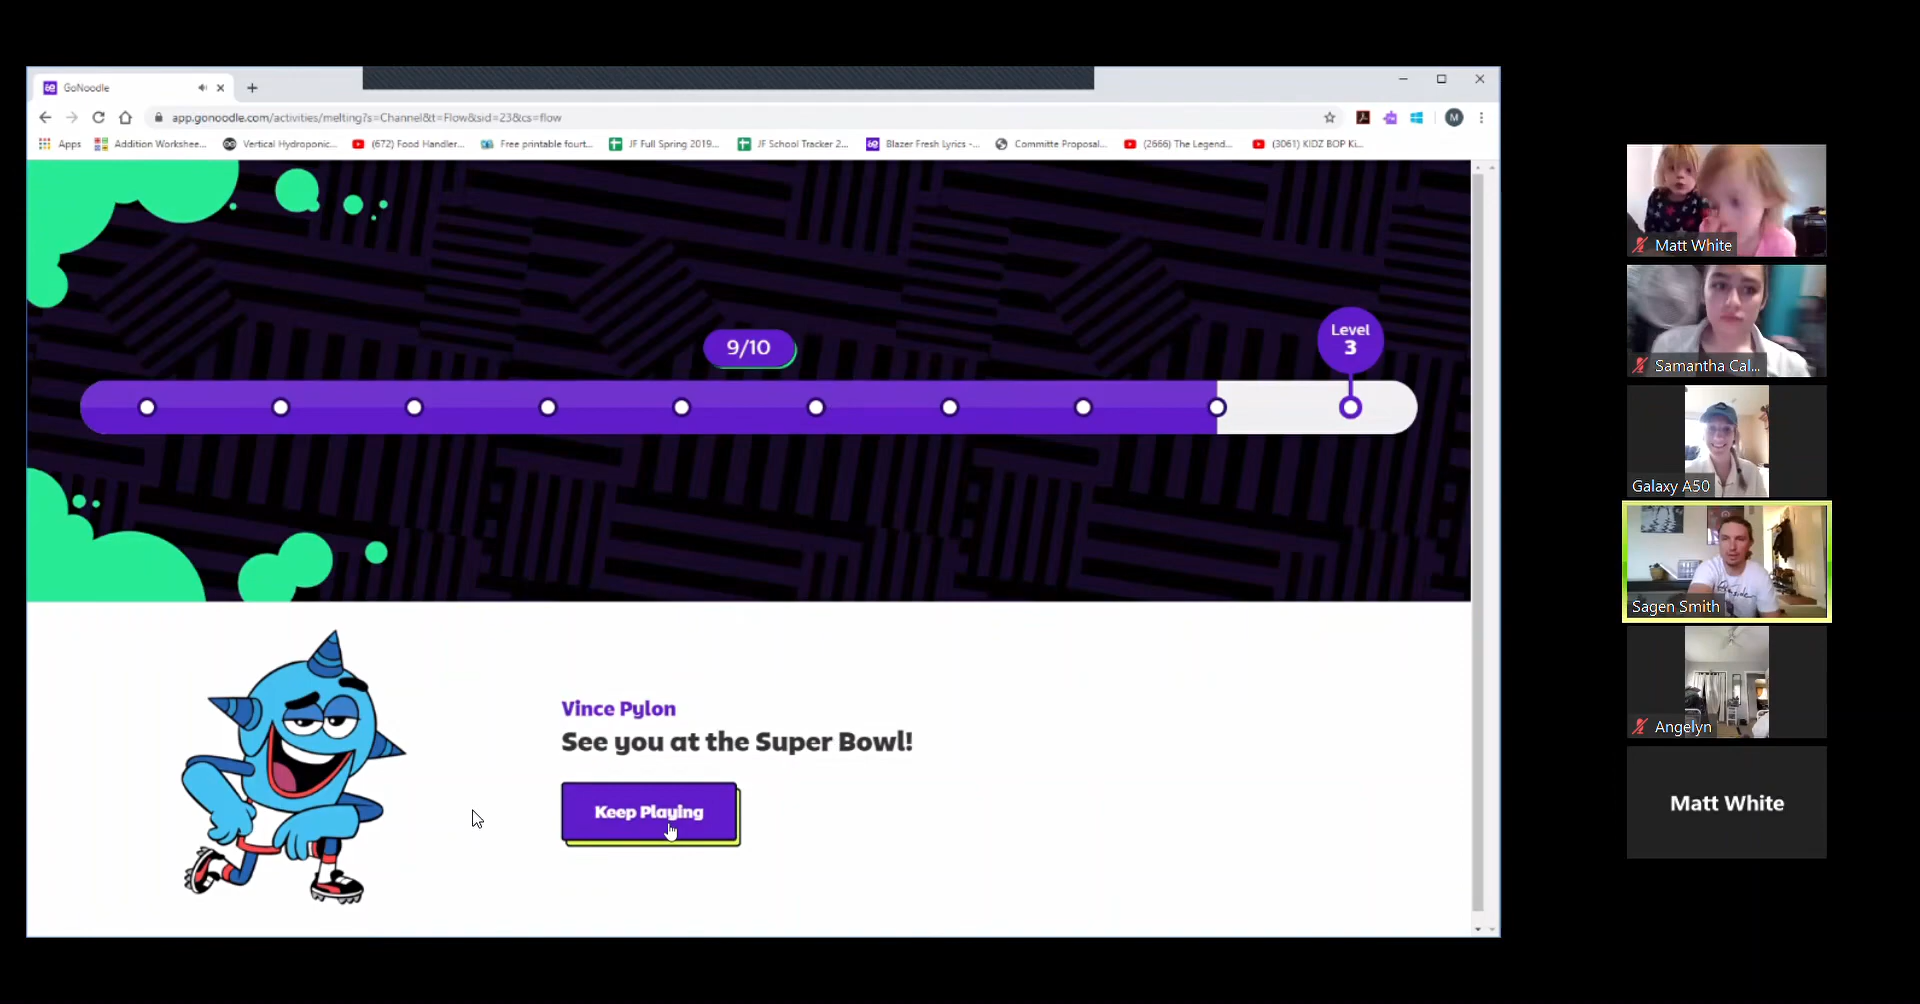 GoNoodle
app.gonoodle.com/activities/melting?s=Channel&t=Flow&sid=23&cs=flow
M
Apps
Addition Workshee...
Vertical Hydroponic...
(672) Food Handler...
Free printable fourt...
JF Full Spring 2019...
JF School Tracker 2...
Blazer Fresh Lyrics -...
Committe Proposal...
(2666) The Legend...
(3061) KIDZ BOP Ki...
9/10
Level
3
Vince Pylon
See you at the Super Bowl!
Keep Playing
Matt White
Samantha Cal...
Galaxy A50
Sagen Smith
Angelyn
Matt White